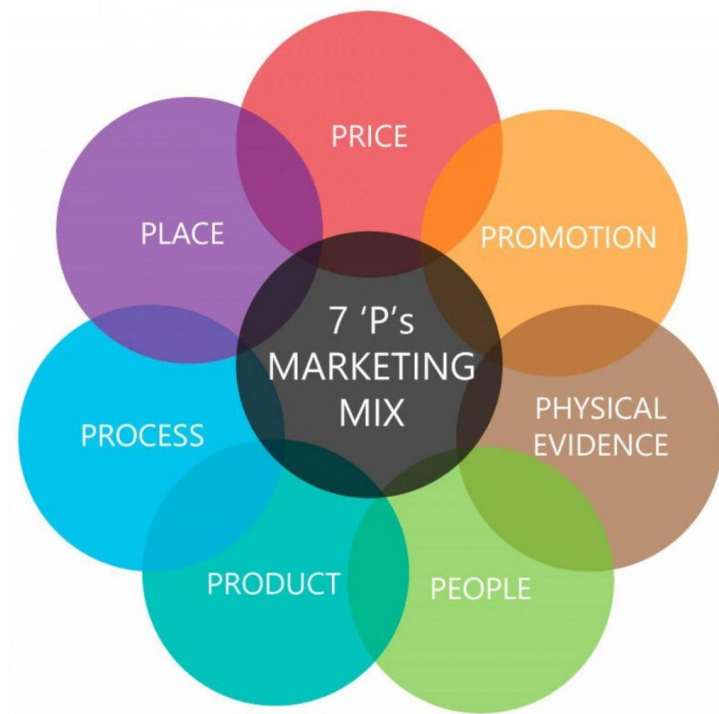 PRICE
PROMOTION
PHYSICAL
EVIDENCE
PEOPLE
PRODUCT
PROCESS
PLACE
7 ‘P’s
MARKETING
MIX